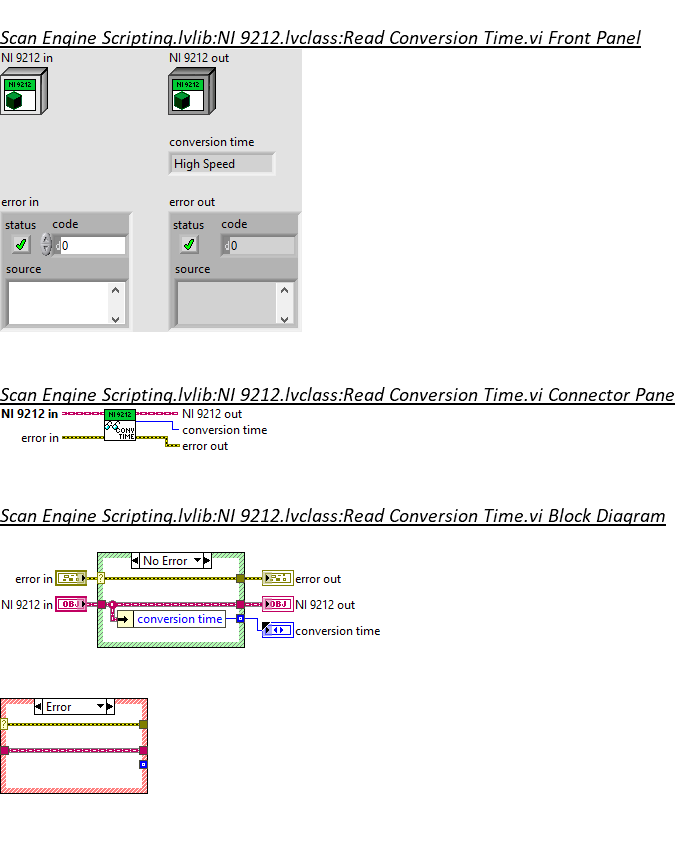 Scan Engine Scripting.lvlib:NI 9212.lvclass:Read Conversion Time.vi Front Panel
NI 9212 in
NI 9212 out
NI 9212
NI 9212
conversion time
High Speed
error in
error out
status
code
status
code
d
0
d
0
source
source
Scan Engine Scripting.lvlib:NI 9212.lvclass:Read Conversion Time.vi Connector Pane
NI 9212 in
NI 9212
NI 9212 out
CONV
conversion time
error in
TIME
error out
Scan Engine Scripting.lvlib:NI 9212.lvclass:Read Conversion Time.vi Block Diagram
No Error
error in
?
error out
NI 9212 in
OBJ
OBJ
NI 9212 out
conversion time
conversion time
Error
?